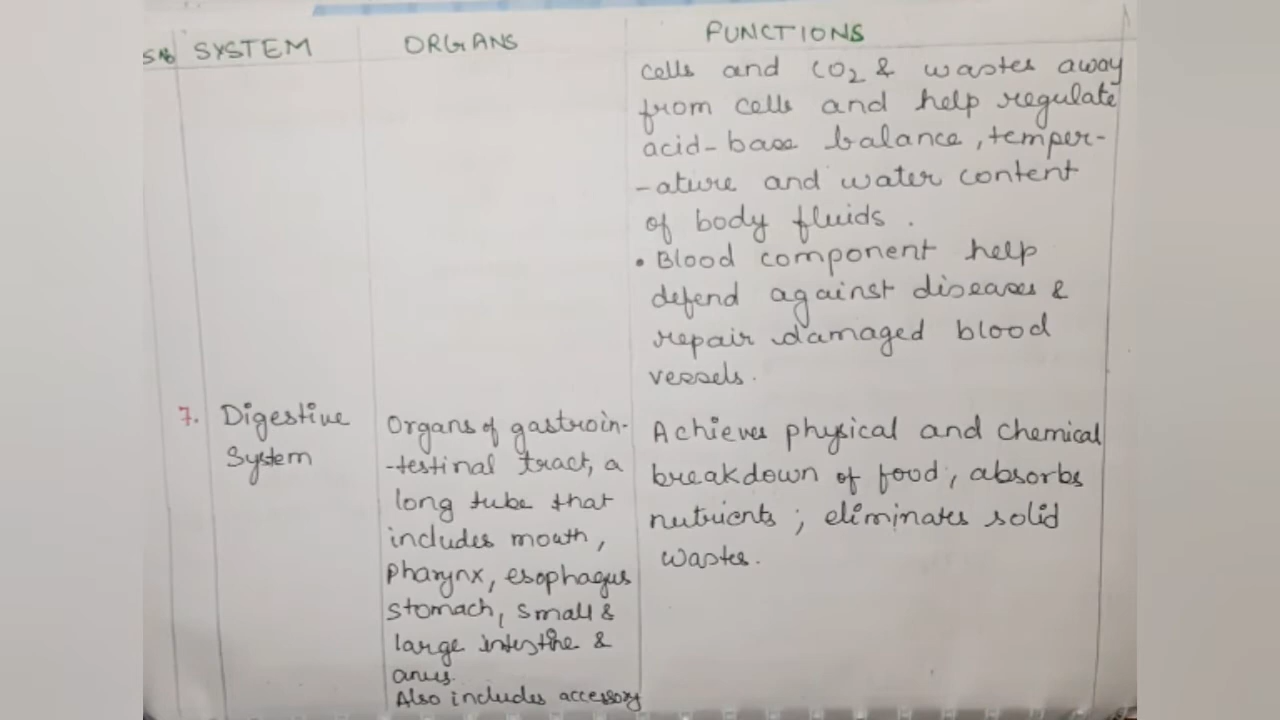 SNo SYSTEM ORGANS FUNCTIONS
cells and CO₂ & wastes away
from cells and help regulate
acid-base balance, temper-
-ature and water content
of body fluids.
• Blood component help
defend against diseases &
repair damaged blood
vessels.
7. Digestive
System
Organs of gastroin-
-testinal tract, a
long tube that
includes mouth,
pharynx, esophagus
stomach, small &
large intestine &
anus.
Also includes accessory
Achieves physical and chemical
breakdown of food, absorbs
nutrients; eliminates solid
wastes.